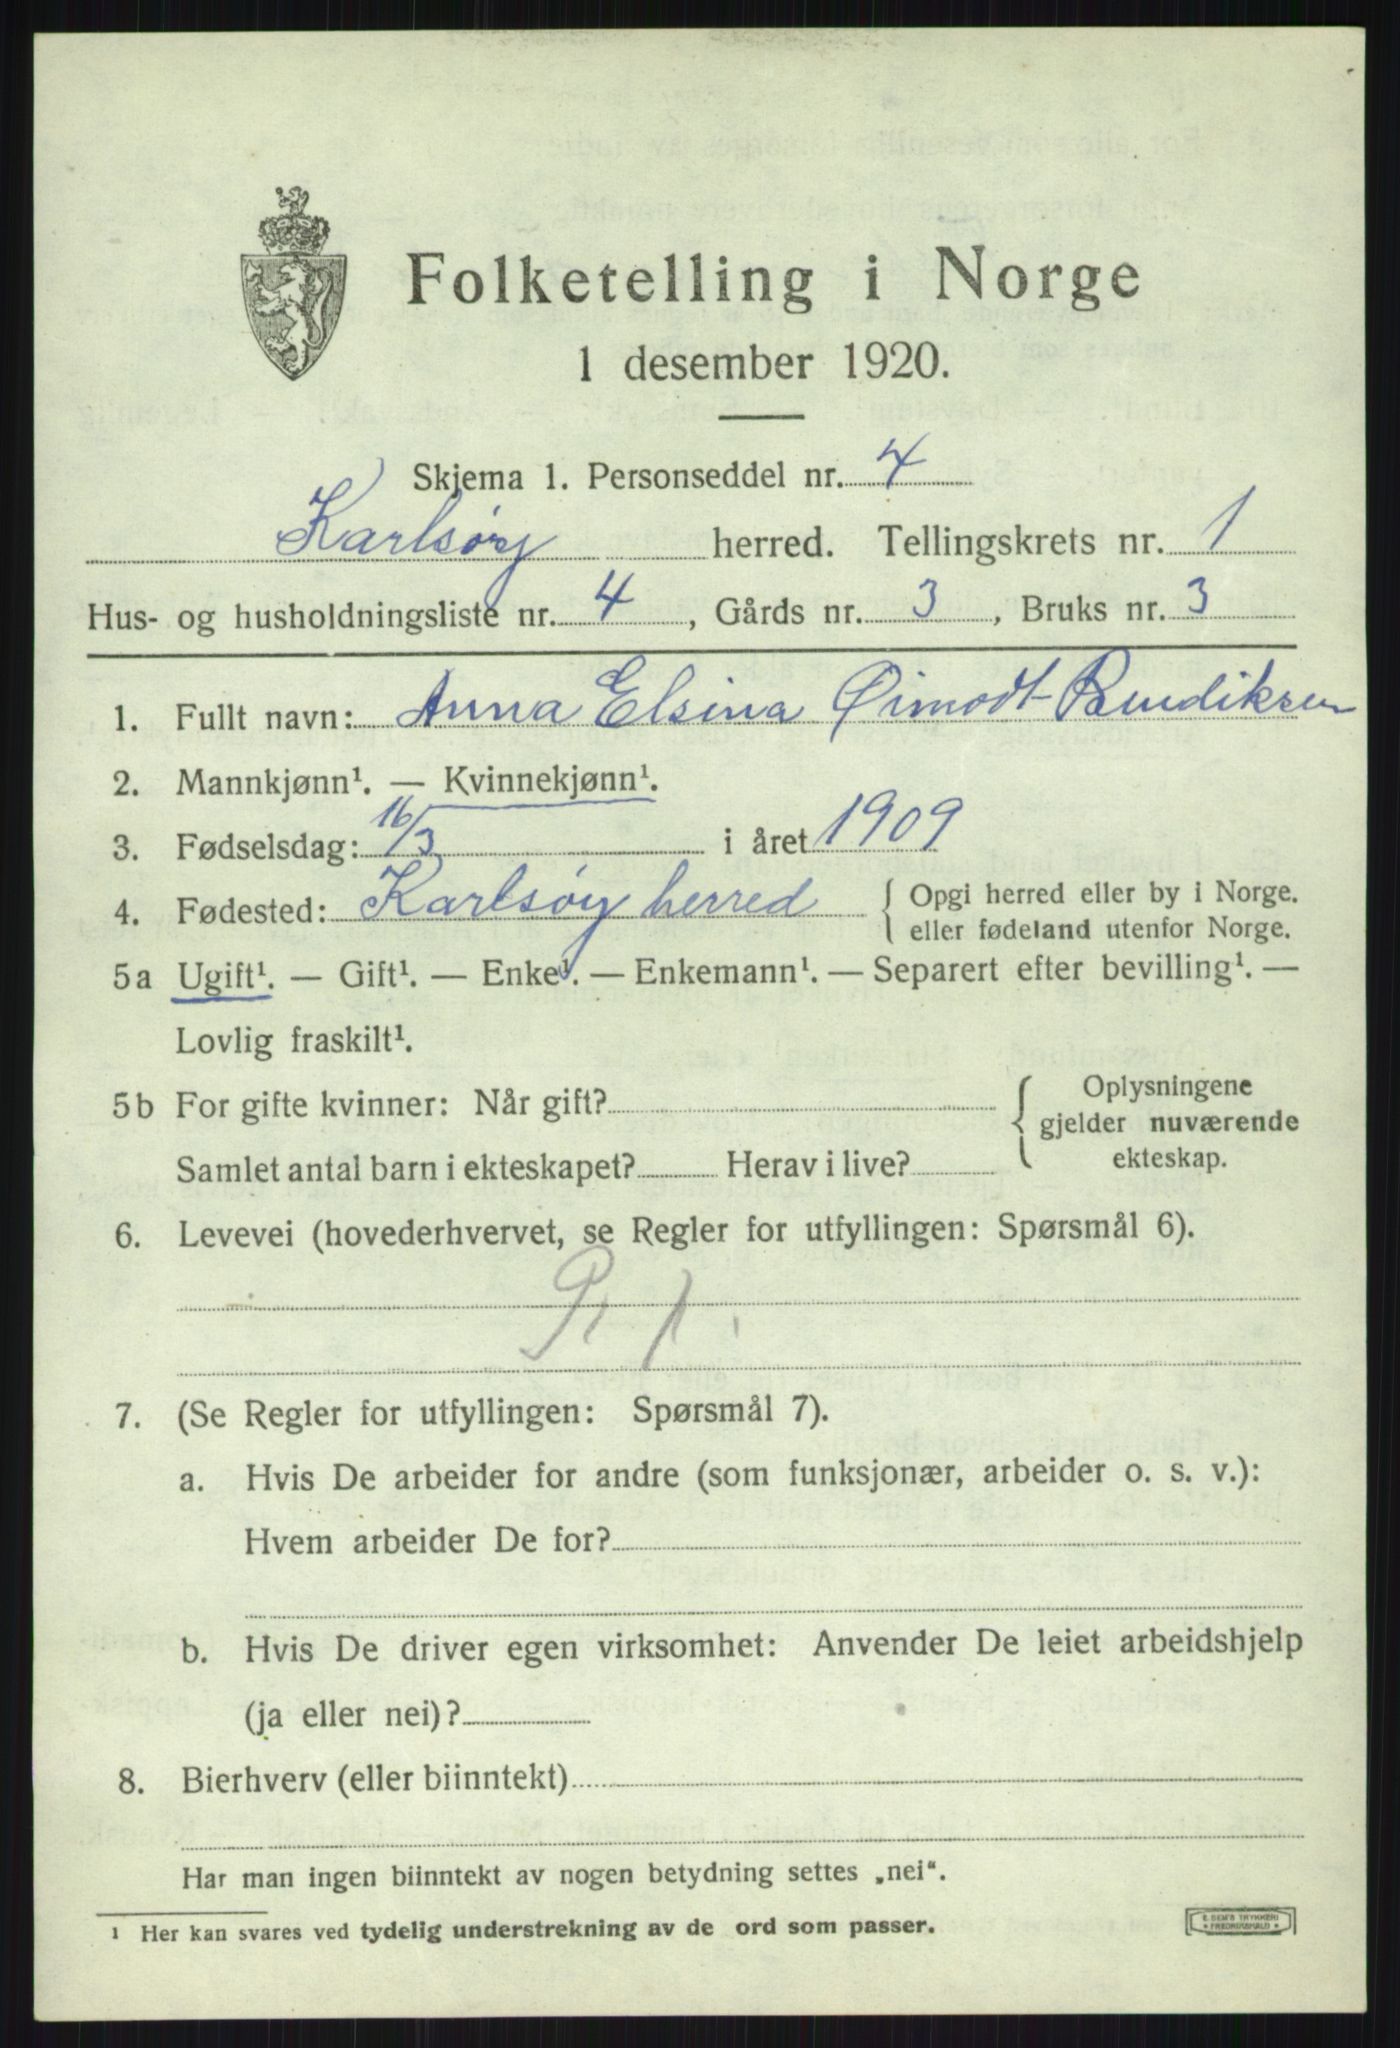 Folketelling i Norge
1 desember 1920.
Skjema 1. Personseddel nr. 4
Karlsøy herred. Tellingskrets nr. 1
Hus- og husholdningsliste nr. 4, Gårds nr. 3, Bruks nr. 3
1. Fullt navn: Anna Elsina Øimodt Bendiksen
2. Mannkjønn¹. — Kvinnekjønn¹.
3. Fødselsdag: 16/3 i året 1909
4. Fødested: Karlsøy herred { Opgi herred eller by i Norge.
eller fødeland utenfor Norge.
5a Ugift¹. — Gift¹. — Enke¹. — Enkemann¹. — Separert efter bevilling¹. —
Lovlig fraskilt¹.
5b For gifte kvinner: Når gift? { Oplysningene
gjelder nuværende
Samlet antal barn i ekteskapet? Herav i live? ekteskap.
6. Levevei (hovederhvervet, se Regler for utfyllingen: Spørsmål 6).
7. (Se Regler for utfyllingen: Spørsmål 7).
a. Hvis De arbeider for andre (som funksjonær, arbeider o. s. v.):
Hvem arbeider De for?
b. Hvis De driver egen virksomhet: Anvender De leiet arbeidshjelp
(ja eller nei)?
8. Bierhverv (eller biinntekt)
Har man ingen biinntekt av nogen betydning settes „nei“.
¹ Her kan svares ved tydelig understrekning av de ord som passer.